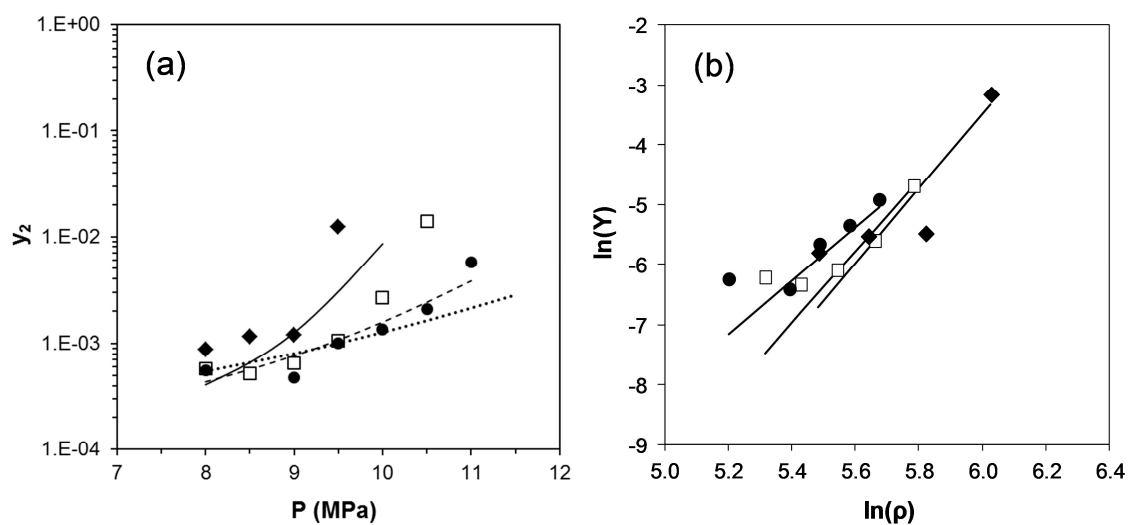 (a)
1.E+00
1.E-01
1.E-02
1.E-03
1.E-04
y₂
7 8 9 10 11 12
P (MPa)
(b)
-2
-3
-4
-5
-6
-7
-8
-9
ln(Y)
5.0 5.2 5.4 5.6 5.8 6.0 6.2 6.4
ln(ρ)